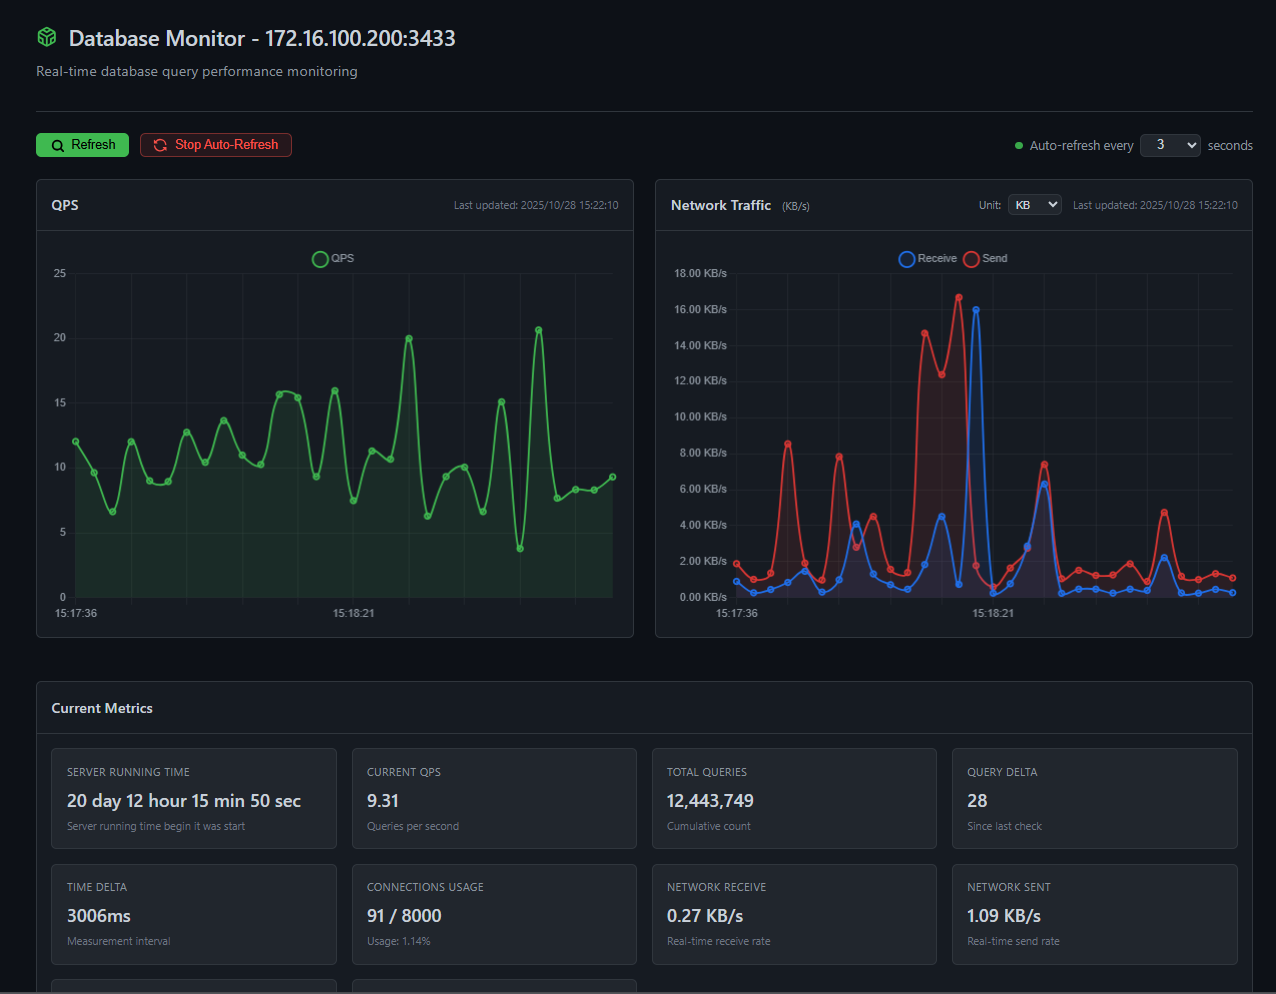 Database Monitor - 172.16.100.200:3433
Real-time database query performance monitoring
Refresh
Stop Auto-Refresh
Auto-refresh every 3 seconds
QPS
Last updated: 2025/10/28 15:22:10
QPS
25
20
15
10
5
0
15:17:36
15:18:21
Network Traffic (KB/s)
Unit: KB
Last updated: 2025/10/28 15:22:10
Receive
Send
18.00 KB/s
16.00 KB/s
14.00 KB/s
12.00 KB/s
10.00 KB/s
8.00 KB/s
6.00 KB/s
4.00 KB/s
2.00 KB/s
0.00 KB/s
15:17:36
15:18:21
Current Metrics
SERVER RUNNING TIME
20 day 12 hour 15 min 50 sec
Server running time begin it was start
CURRENT QPS
9.31
Queries per second
TOTAL QUERIES
12,443,749
Cumulative count
QUERY DELTA
28
Since last check
TIME DELTA
3006ms
Measurement interval
CONNECTIONS USAGE
91 / 8000
Usage: 1.14%
NETWORK RECEIVE
0.27 KB/s
Real-time receive rate
NETWORK SENT
1.09 KB/s
Real-time send rate